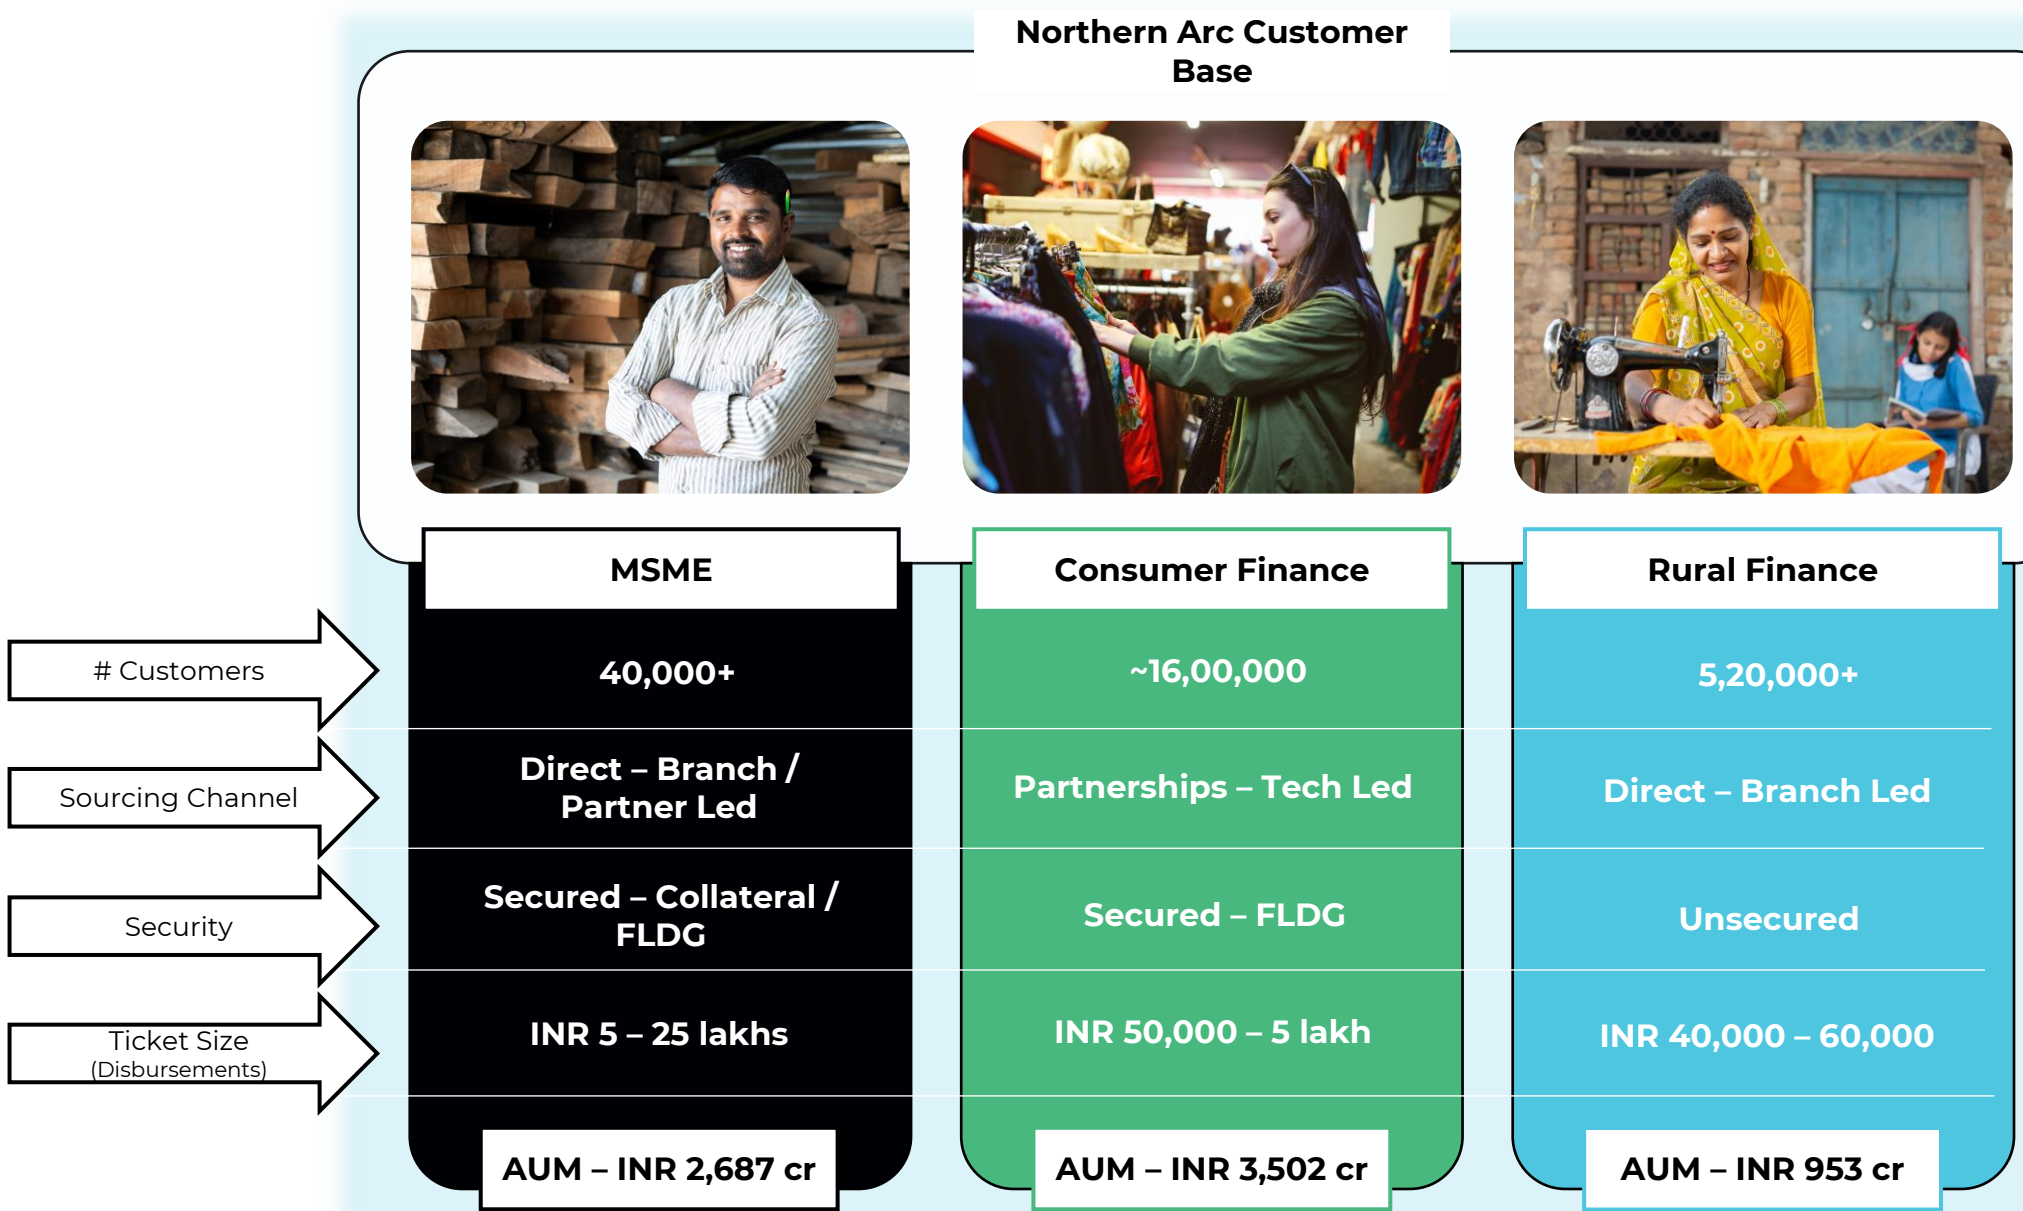 Northern Arc Customer
Base
MSME
Consumer Finance
Rural Finance
# Customers
40,000+
~16,00,000
5,20,000+
Sourcing Channel
Direct – Branch /
Partner Led
Partnerships – Tech Led
Direct – Branch Led
Security
Secured – Collateral /
FLDG
Secured – FLDG
Unsecured
Ticket Size
(Disbursements)
INR 5 – 25 lakhs
INR 50,000 – 5 lakh
INR 40,000 – 60,000
AUM – INR 2,687 cr
AUM – INR 3,502 cr
AUM – INR 953 cr